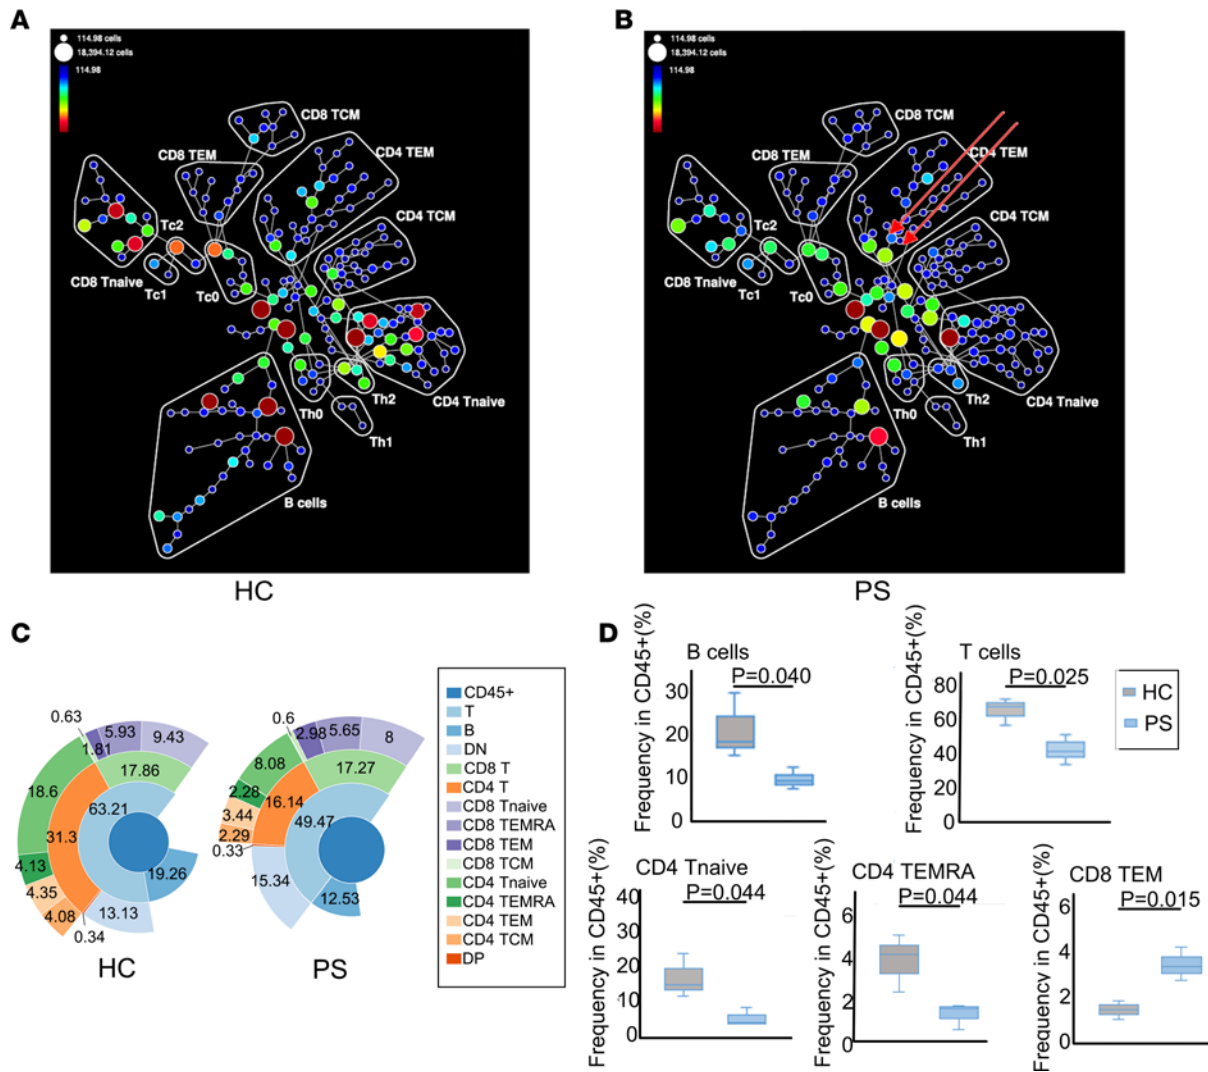 A
114.98 cells
18,394.12 cells
114.98
CD8 TCM
CD8 TEM
CD4 TEM
CD4 TCM
Tc2
CD8 Tnaive
Tc1
Tc0
Th0
Th2
CD4 Tnaive
Th1
B cells
HC
B
114.98 cells
18,394.12 cells
114.98
CD8 TCM
CD8 TEM
CD4 TEM
CD4 TCM
Tc2
CD8 Tnaive
Tc1
Tc0
Th0
Th2
CD4 Tnaive
Th1
B cells
PS
C
0.63
1.81
5.93
9.43
17.86
18.6
63.21
31.3
4.13
4.35
4.08
0.34
13.13
19.26
HC
0.6
2.98
5.65
8
17.27
8.08
2.28
16.14
3.44
49.47
2.29
0.33
15.34
12.53
PS
CD45+
T
B
DN
CD8 T
CD4 T
CD8 Tnaive
CD8 TEMRA
CD8 TEM
CD8 TCM
CD4 Tnaive
CD4 TEMRA
CD4 TEM
CD4 TCM
DP
D
Frequency in CD45+(%)
B cells
P=0.040
30
20
10
0
Frequency in CD45+(%)
T cells
P=0.025
80
60
40
20
0
HC
PS
Frequency in CD45+(%)
CD4 Tnaive
P=0.044
40
30
20
10
0
Frequency in CD45+(%)
CD4 TEMRA
P=0.044
6
4
2
0
Frequency in CD45+(%)
CD8 TEM
P=0.015
6
4
2
0